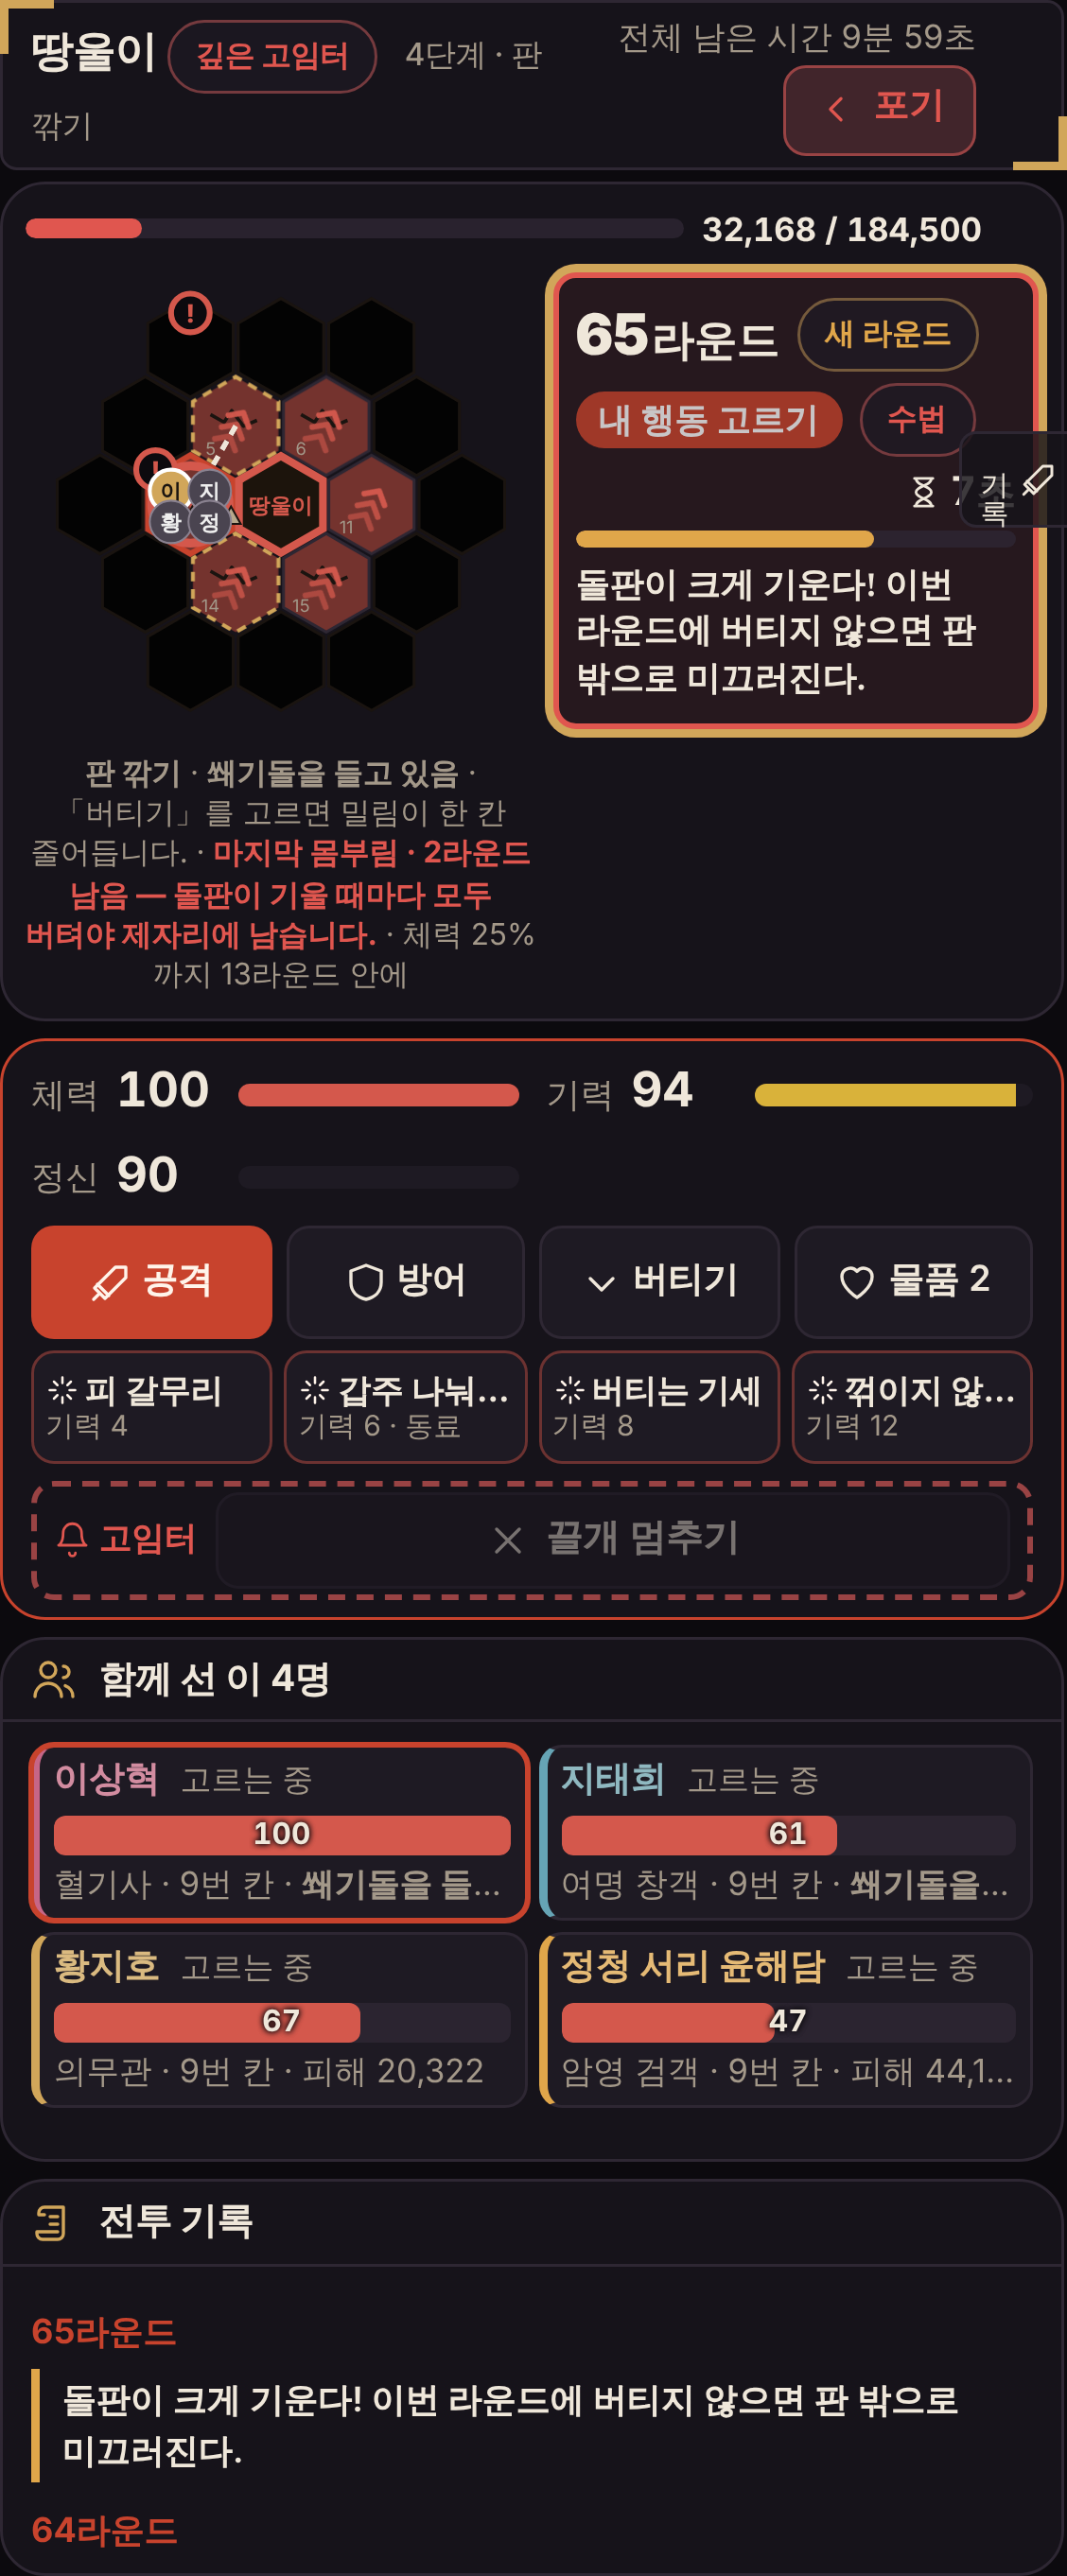 땅울이 깊은 고임터 4단계 · 판 깎기
전체 남은 시간 9분 59초
포기
32,168 / 184,500
!
5
6
이 지
황 정
땅울이
11
14
15
65라운드 새 라운드
내 행동 고르기 수법
기록
돌판이 크게 기운다! 이번
라운드에 버티지 않으면 판
밖으로 미끄러진다.
판 깎기 · 쐐기돌을 들고 있음 ·
「버티기」를 고르면 밀림이 한 칸
줄어듭니다. · 마지막 몸부림 · 2라운드
남음 — 돌판이 기울 때마다 모두
버텨야 제자리에 남습니다. · 체력 25%
까지 13라운드 안에
체력 100 기력 94
정신 90
공격 방어 버티기 물품 2
피 갈무리 갑주 나눠... 버티는 기세 꺾이지 않...
기력 4 기력 6 · 동료 기력 8 기력 12
고임터 끌개 멈추기
함께 선 이 4명
이상혁 고르는 중
100
혈기사 · 9번 칸 · 쐐기돌을 들...
지태희 고르는 중
61
여명 창객 · 9번 칸 · 쐐기돌을...
황지호 고르는 중
67
의무관 · 9번 칸 · 피해 20,322
정청 서리 윤해담 고르는 중
47
암영 검객 · 9번 칸 · 피해 44,1...
전투 기록
65라운드
돌판이 크게 기운다! 이번 라운드에 버티지 않으면 판 밖으로
미끄러진다.
64라운드